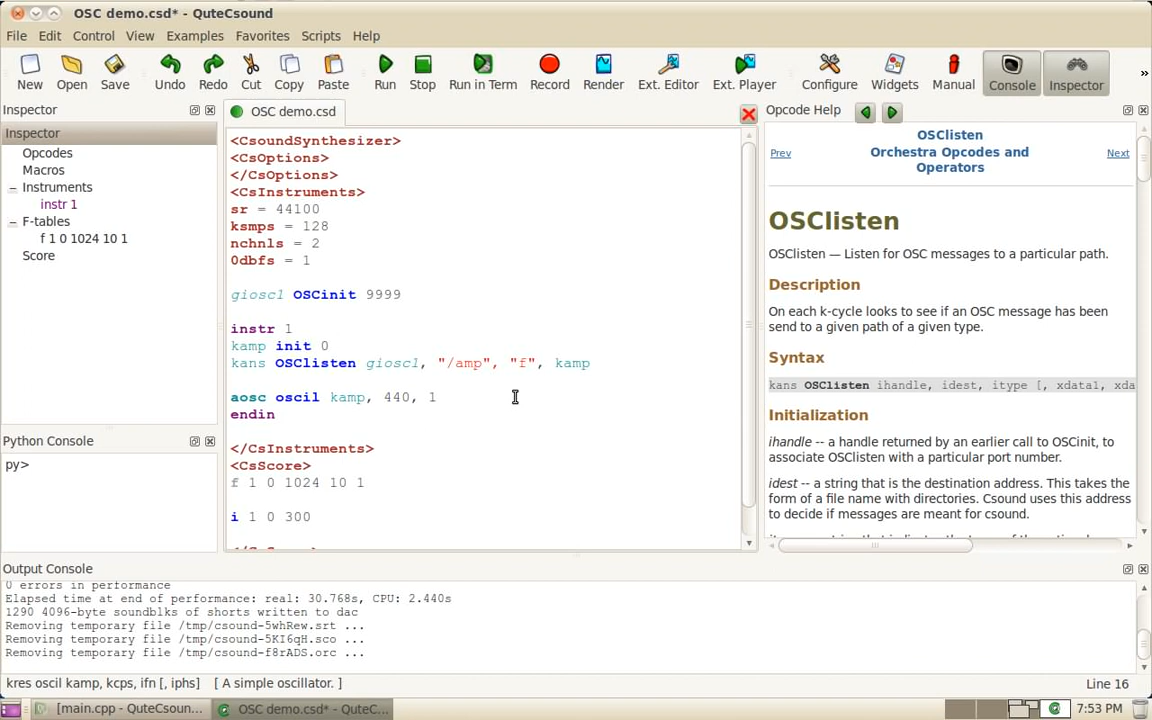 OSC demo.csd* - QuteCsound
File Edit Control View Examples Favorites Scripts Help
New Open Save Undo Redo Cut Copy Paste Run Stop Run in Term Record Render Ext. Editor Ext. Player Configure Widgets Manual Console Inspector »
Inspector
Inspector
Opcodes
Macros
Instruments
instr 1
F-tables
f 1 0 1024 10 1
Score
Python Console
py>
OSC demo.csd
<CsoundSynthesizer>
<CsOptions>
</CsOptions>
<CsInstruments>
sr = 44100
ksmps = 128
nchnls = 2
0dbfs = 1
giosc1 OSCinit 9999
instr 1
kamp init 0
kans OSClisten giosc1, "/amp", "f", kamp
aosc oscil kamp, 440, 1
endin
</CsInstruments>
<CsScore>
f 1 0 1024 10 1
i 1 0 300
Opcode Help
OSClisten
Prev Orchestra Opcodes and Next
Operators
OSClisten
OSClisten — Listen for OSC messages to a particular path.
Description
On each k-cycle looks to see if an OSC message has been
send to a given path of a given type.
Syntax
kans OSClisten ihandle, idest, itype [, xdata1, xda
Initialization
ihandle -- a handle returned by an earlier call to OSCinit, to
associate OSClisten with a particular port number.
idest -- a string that is the destination address. This takes the
form of a file name with directories. Csound uses this address
to decide if messages are meant for csound.
Output Console
0 errors in performance
Elapsed time at end of performance: real: 30.768s, CPU: 2.440s
1290 4096-byte soundblks of shorts written to dac
Removing temporary file /tmp/csound-5whRew.srt ...
Removing temporary file /tmp/csound-5KI6qH.sco ...
Removing temporary file /tmp/csound-f8rADS.orc ...
kres oscil kamp, kcps, ifn [, iphs] [ A simple oscillator. ] Line 16
[main.cpp - QuteCsoun... OSC demo.csd* - QuteC... 7:53 PM